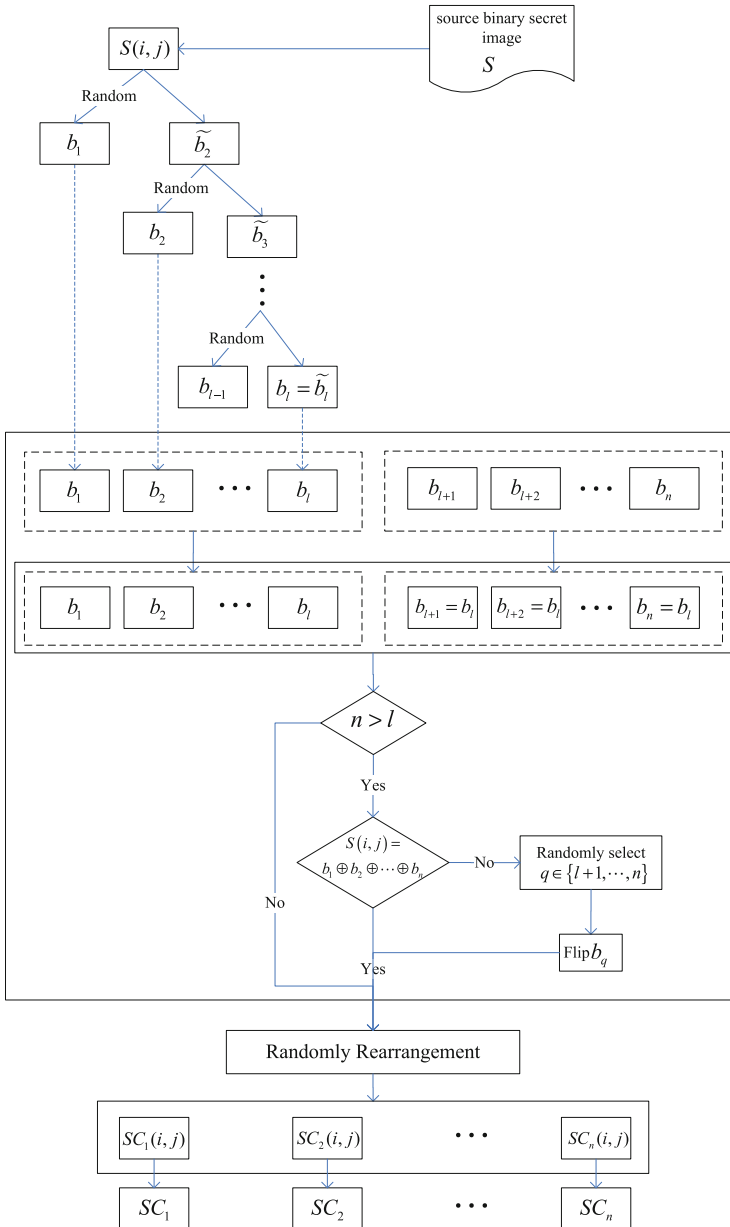 source binary secret
image
S
S(i, j)
Random
b₁
b̃₂
Random
b₂
b̃₃
⋮
Random
bₗ₋₁
bₗ = b̃ₗ
b₁ b₂ ··· bₗ
bₗ₊₁ bₗ₊₂ ··· bₙ
b₁ b₂ ··· bₗ
bₗ₊₁ = bₗ bₗ₊₂ = bₗ ··· bₙ = bₗ
n > l
Yes
S(i, j) =
b₁ ⊕ b₂ ⊕ ··· ⊕ bₙ
No
Randomly select
q ∈ {l+1, ···, n}
No
Flip b_q
Yes
Randomly Rearrangement
SC₁(i, j) SC₂(i, j) ··· SCₙ(i, j)
SC₁ SC₂ ··· SCₙ